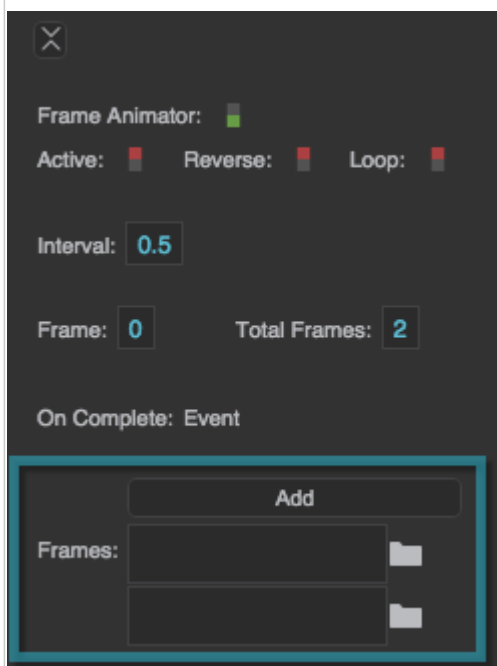 Frame Animator:
Active: Reverse: Loop:
Interval: 0.5
Frame: 0 Total Frames: 2
On Complete: Event
Add
Frames: